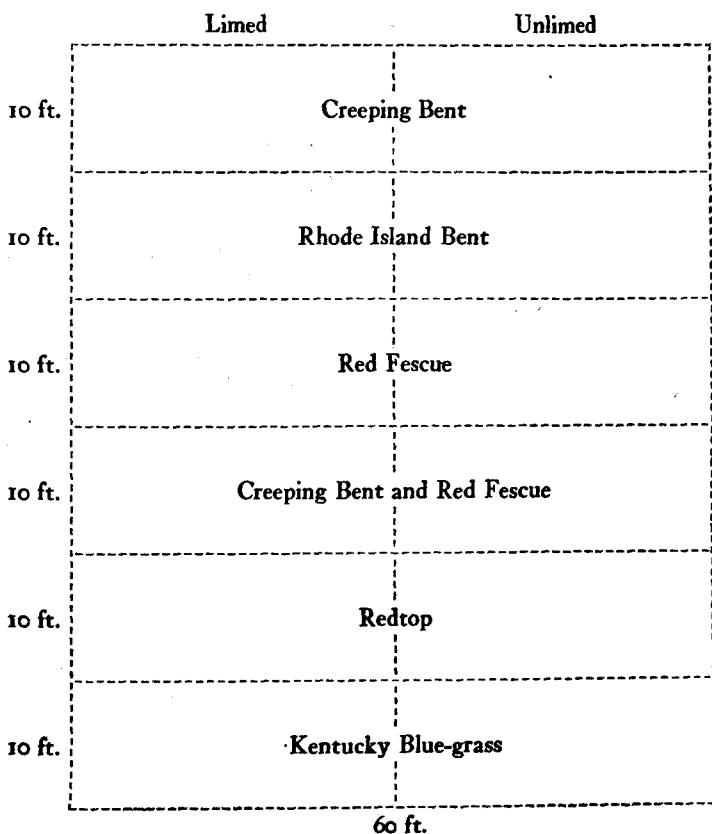 Limed Unlimed
10 ft. Creeping Bent
10 ft. Rhode Island Bent
10 ft. Red Fescue
10 ft. Creeping Bent and Red Fescue
10 ft. Redtop
10 ft. Kentucky Blue-grass
60 ft.